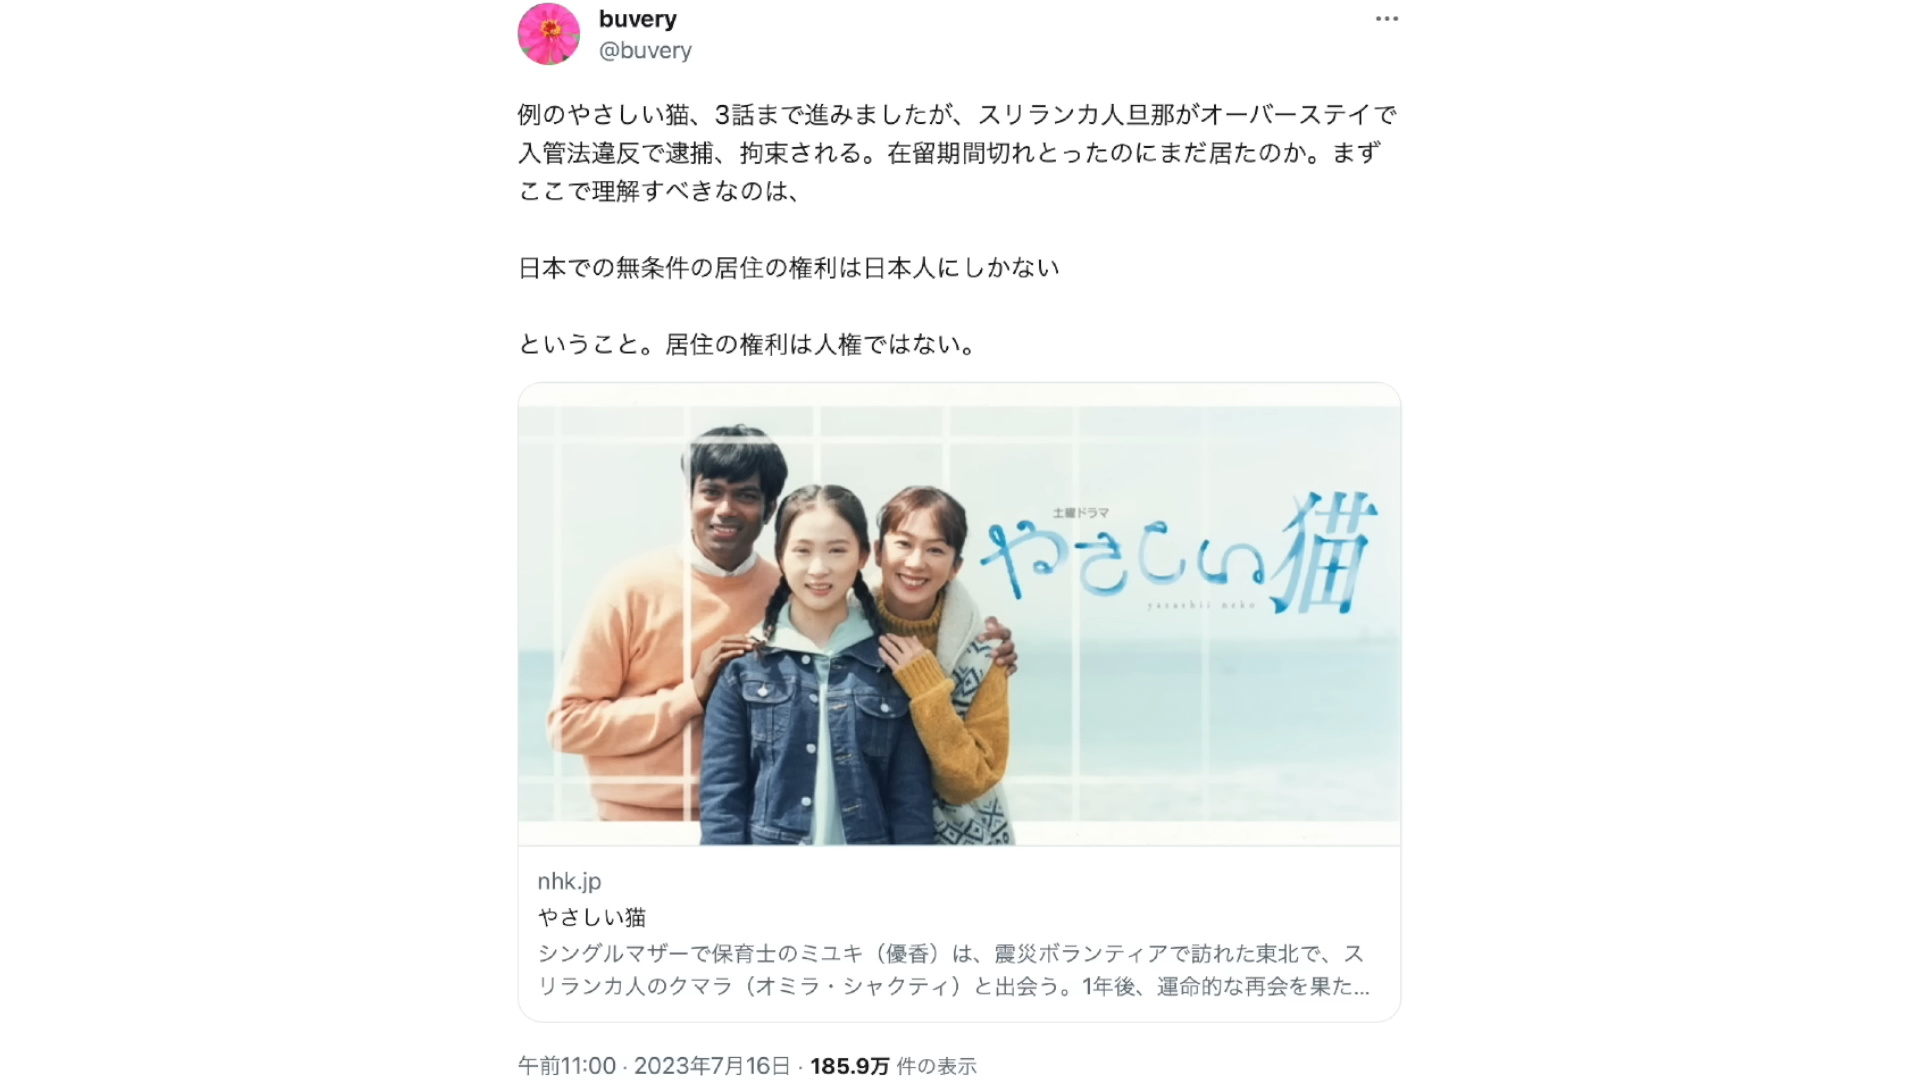 buvery
@buvery
例のやさしい猫、3話まで進みましたが、スリランカ人旦那がオーバーステイで
入管法違反で逮捕、拘束される。在留期間切れとったのにまだ居たのか。まず
ここで理解すべきなのは、
日本での無条件の居住の権利は日本人にしかない
ということ。居住の権利は人権ではない。
土曜ドラマ
やさしい猫
yasashii neko
nhk.jp
やさしい猫
シングルマザーで保育士のミユキ（優香）は、震災ボランティアで訪れた東北で、ス
リランカ人のクマラ（オミラ・シャクティ）と出会う。1年後、運命的な再会を果た...
午前11:00 · 2023年7月16日 · 185.9万 件の表示